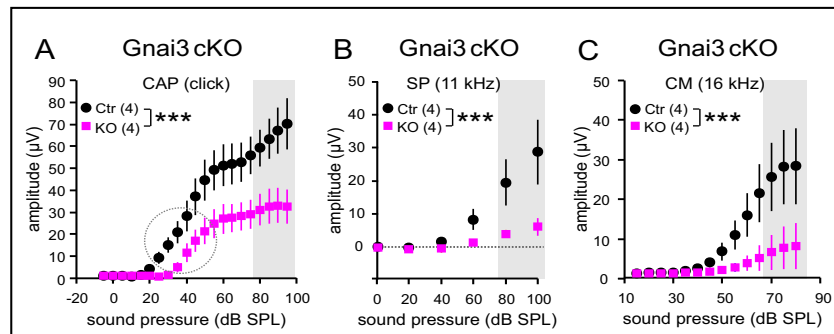 A Gnai3 cKO
CAP (click)
Ctr (4)
KO (4)
***
amplitude (µV)
90
80
70
60
50
40
30
20
10
0
-20 0 20 40 60 80 100
sound pressure (dB SPL)
B Gnai3 cKO
SP (11 kHz)
Ctr (4)
KO (4)
***
amplitude (µV)
50
40
30
20
10
0
-10
0 20 40 60 80 100
sound pressure (dB SPL)
C Gnai3 cKO
CM (16 kHz)
Ctr (4)
KO (4)
***
amplitude (µV)
50
40
30
20
10
0
10 30 50 70 90
sound pressure (dB SPL)